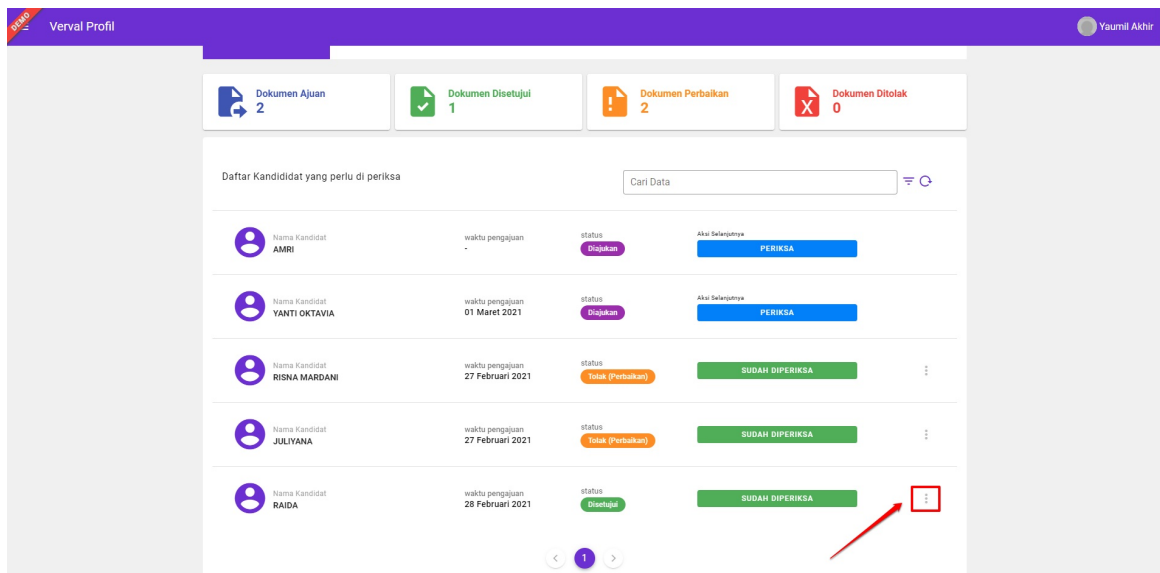 DEMO
Verval Profil
Yaumil Akhir
Dokumen Ajuan
2
Dokumen Disetujui
1
Dokumen Perbaikan
2
Dokumen Ditolak
0
Daftar Kandididat yang perlu di periksa
Cari Data
Nama Kandidat
AMRI
waktu pengajuan
-
status
Diajukan
Aksi Selanjutnya
PERIKSA
Nama Kandidat
YANTI OKTAVIA
waktu pengajuan
01 Maret 2021
status
Diajukan
Aksi Selanjutnya
PERIKSA
Nama Kandidat
RISNA MARDANI
waktu pengajuan
27 Februari 2021
status
Tolak (Perbaikan)
SUDAH DIPERIKSA
Nama Kandidat
JULIYANA
waktu pengajuan
27 Februari 2021
status
Tolak (Perbaikan)
SUDAH DIPERIKSA
Nama Kandidat
RAIDA
waktu pengajuan
28 Februari 2021
status
Disetujui
SUDAH DIPERIKSA
1